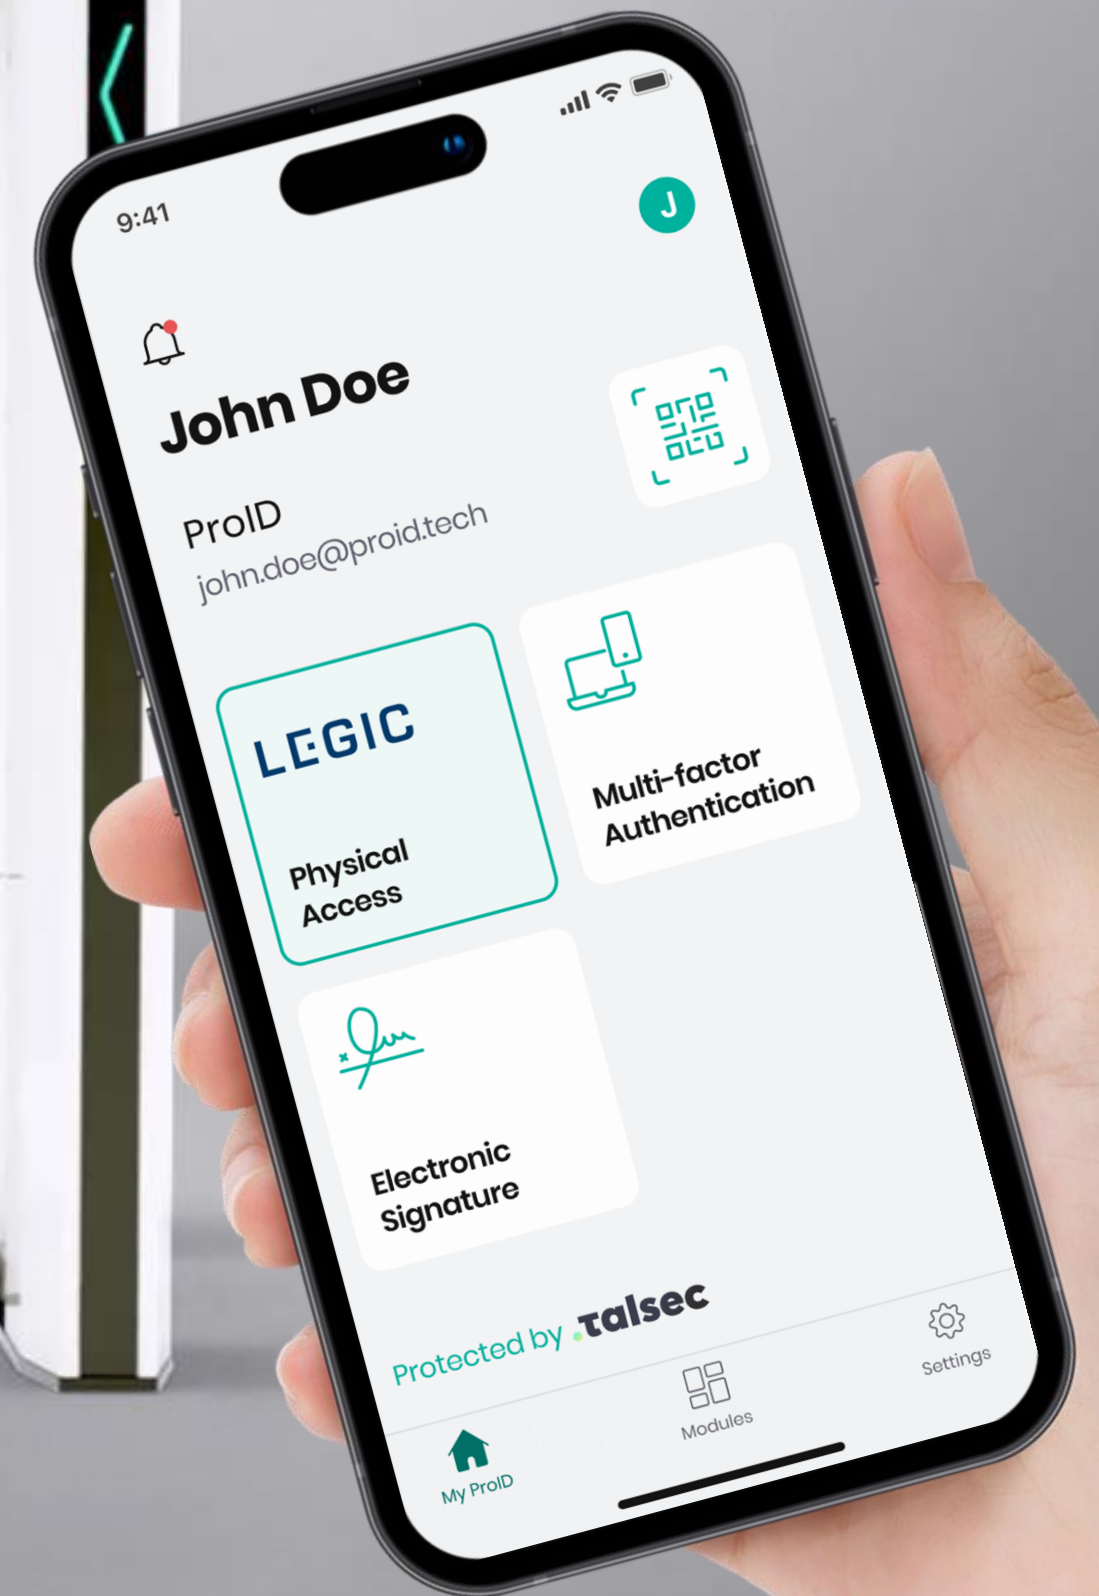 9:41
J
John Doe
ProID
john.doe@proid.tech
LEGIC
Physical
Access
Multi-factor
Authentication
Electronic
Signature
Protected by .talsec
My ProID
Modules
Settings